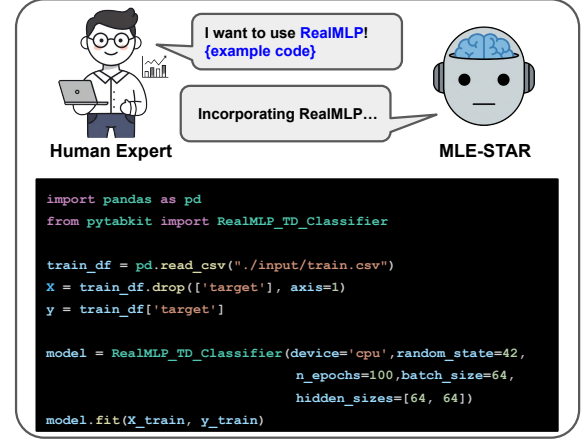 I want to use RealMLP!
{example code}
Incorporating RealMLP...
Human Expert
MLE-STAR
import pandas as pd
from pytabkit import RealMLP_TD_Classifier
train_df = pd.read_csv("./input/train.csv")
X = train_df.drop(['target'], axis=1)
y = train_df['target']
model = RealMLP_TD_Classifier(device='cpu',random_state=42,
n_epochs=100,batch_size=64,
hidden_sizes=[64, 64])
model.fit(X_train, y_train)